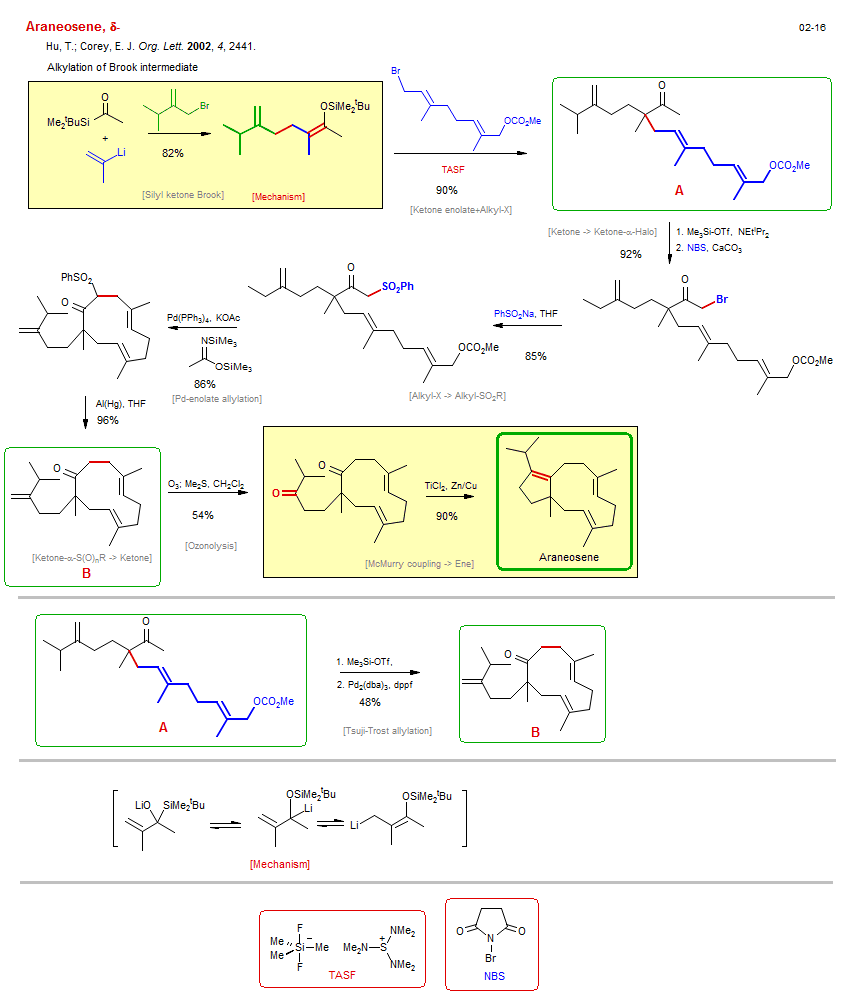 Araneosene, δ-
02-16
Hu, T.; Corey, E. J. Org. Lett. 2002, 4, 2441.
Alkylation of Brook intermediate
O
Me2tBuSi
+
Li
Br
82%
OSiMe2tBu
[Silyl ketone Brook]
[Mechanism]
Br
OCO2Me
TASF
90%
[Ketone enolate+Alkyl-X]
O
OCO2Me
A
[Ketone -> Ketone-α-Halo]
92%
1. Me3Si-OTf, NEtiPr2
2. NBS, CaCO3
O
Br
OCO2Me
PhSO2Na, THF
85%
[Alkyl-X -> Alkyl-SO2R]
O
SO2Ph
OCO2Me
Pd(PPh3)4, KOAc
NSiMe3
OSiMe3
86%
[Pd-enolate allylation]
PhSO2
O
Al(Hg), THF
96%
O
[Ketone-α-S(O)nR -> Ketone]
B
O3; Me2S, CH2Cl2
54%
[Ozonolysis]
O
O
TiCl2, Zn/Cu
90%
[McMurry coupling -> Ene]
Araneosene
O
OCO2Me
A
1. Me3Si-OTf,
2. Pd2(dba)3, dppf
48%
[Tsuji-Trost allylation]
O
B
LiO SiMe2tBu
OSiMe2tBu
Li
Li
OSiMe2tBu
[Mechanism]
F
Me
Me
Si
–
Me
F
Me2N
S
+
NMe2
NMe2
TASF
O
N
O
Br
NBS